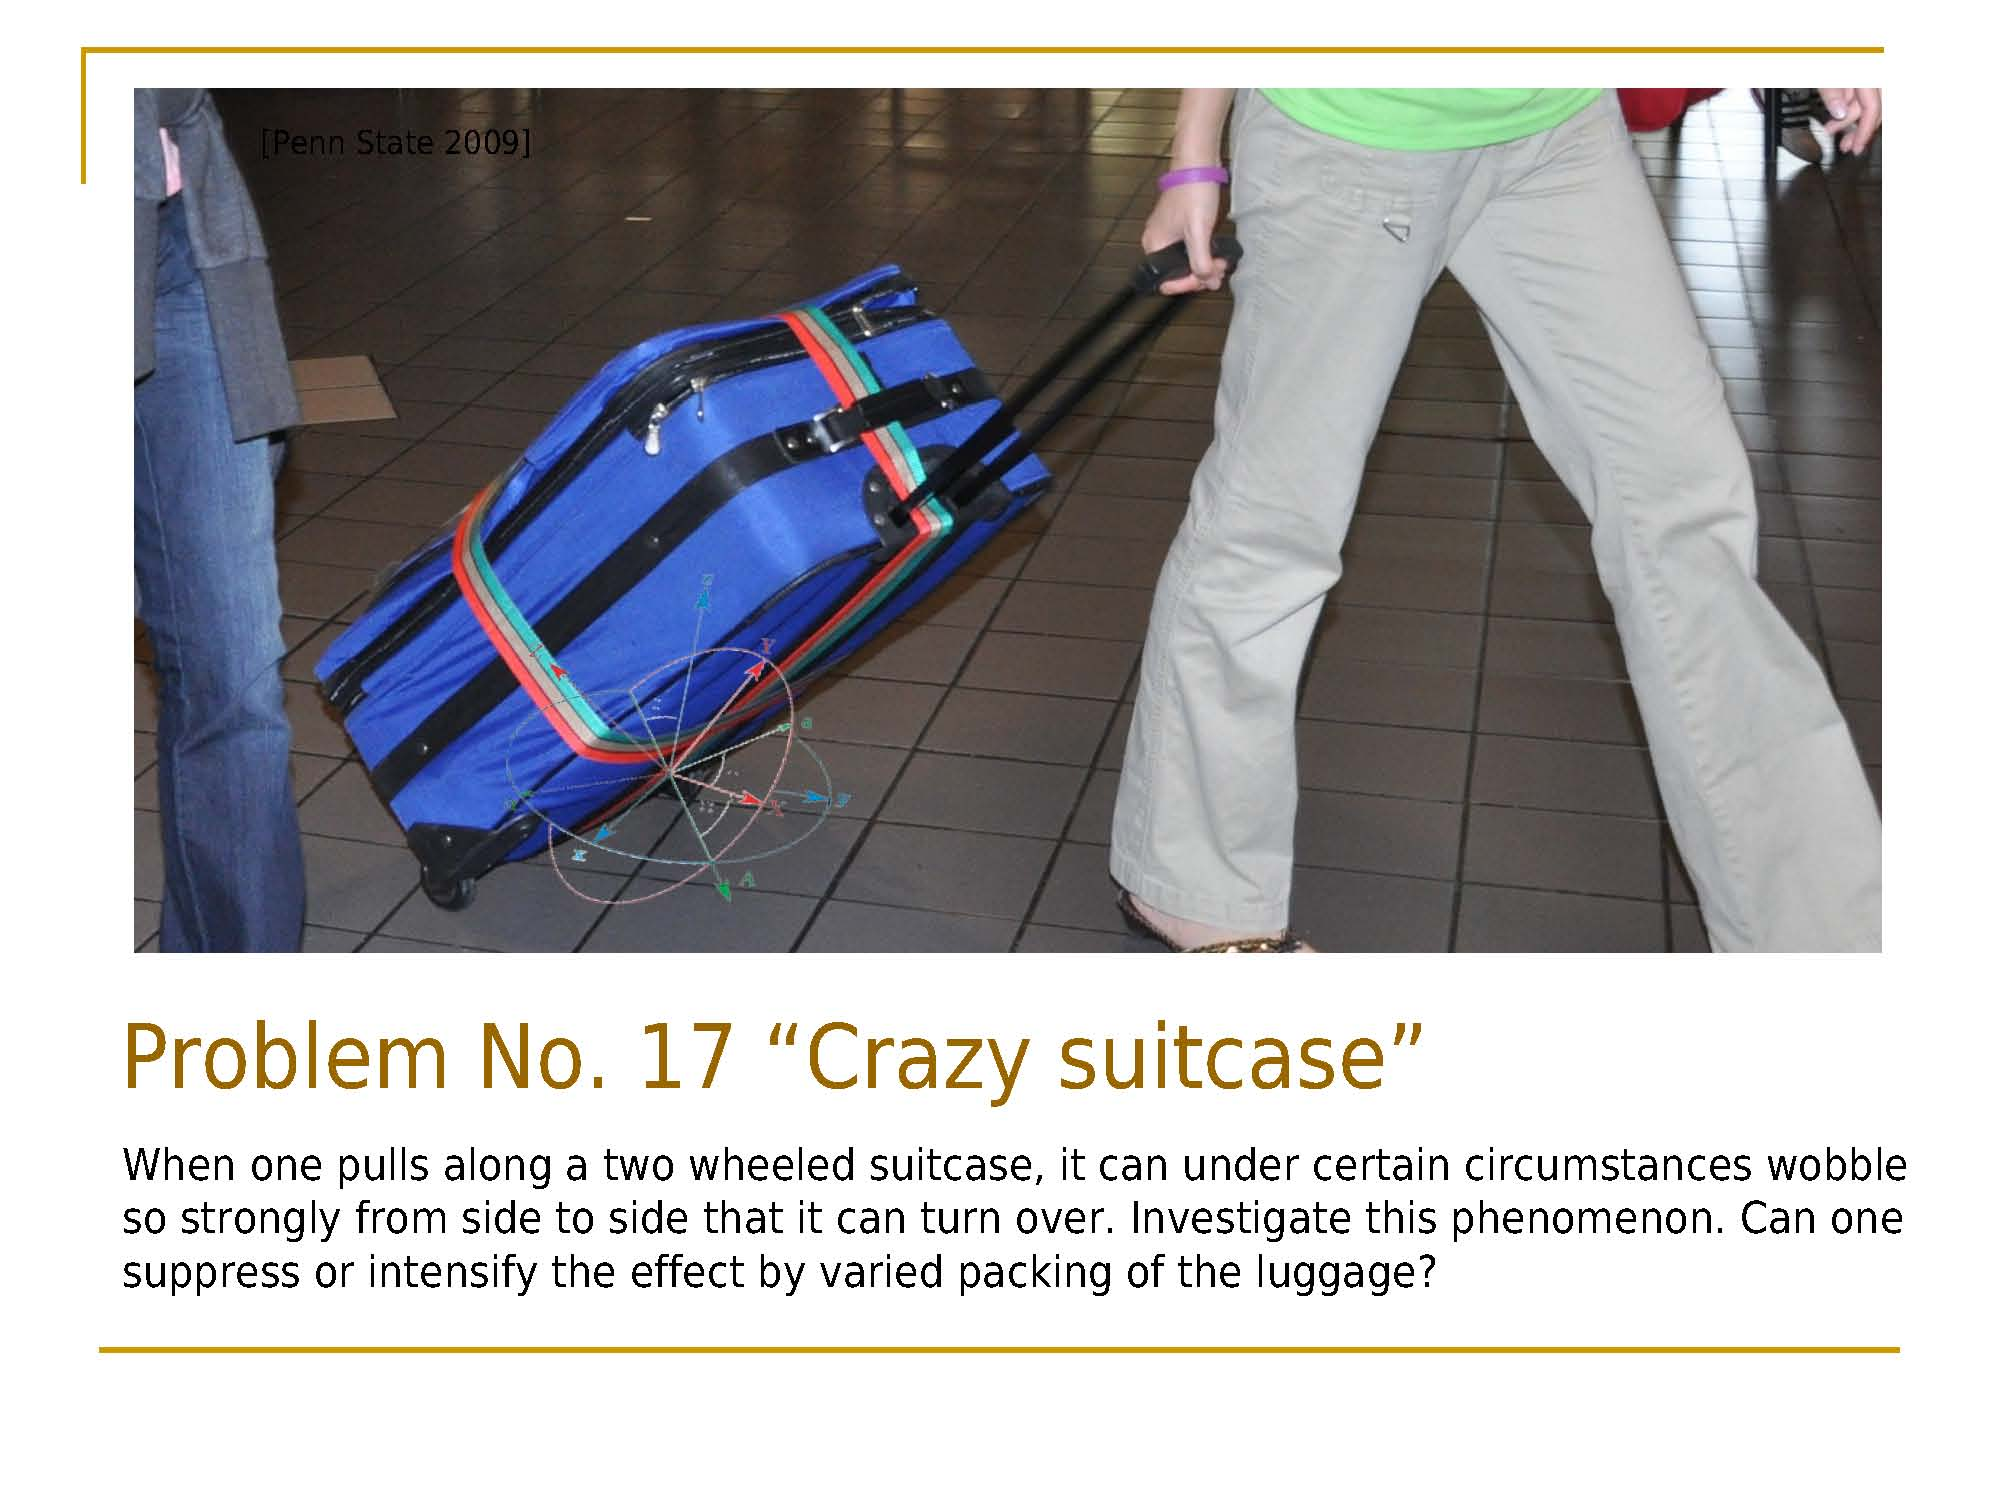 [Penn State 2009]
Problem No. 17 “Crazy suitcase”
When one pulls along a two wheeled suitcase, it can under certain circumstances wobble
so strongly from side to side that it can turn over. Investigate this phenomenon. Can one
suppress or intensify the effect by varied packing of the luggage?